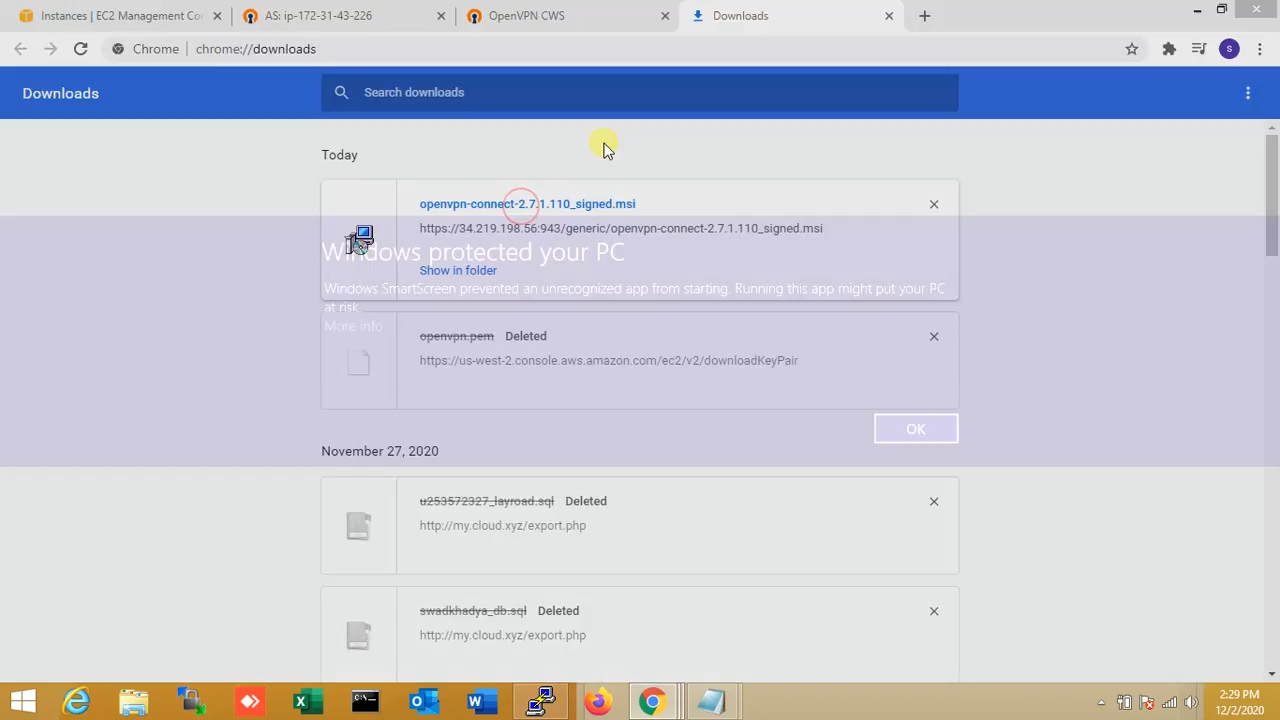 Instances | EC2 Management Co
AS: ip-172-31-43-226
OpenVPN CWS
Downloads
Chrome
chrome://downloads
S
Downloads
Search downloads
Today
openvpn-connect-2.7.1.110_signed.msi
https://34.219.198.56:943/generic/openvpn-connect-2.7.1.110_signed.msi
Windows protected your PC
Show in folder
Windows SmartScreen prevented an unrecognized app from starting. Running this app might put your PC
at risk.
More info
openvpn.pem Deleted
https://us-west-2.console.aws.amazon.com/ec2/v2/downloadKeyPair
OK
November 27, 2020
u253572327_layroad.sql Deleted
http://my.cloud.xyz/export.php
swadkhadya_db.sql Deleted
http://my.cloud.xyz/export.php
2:29 PM
12/2/2020